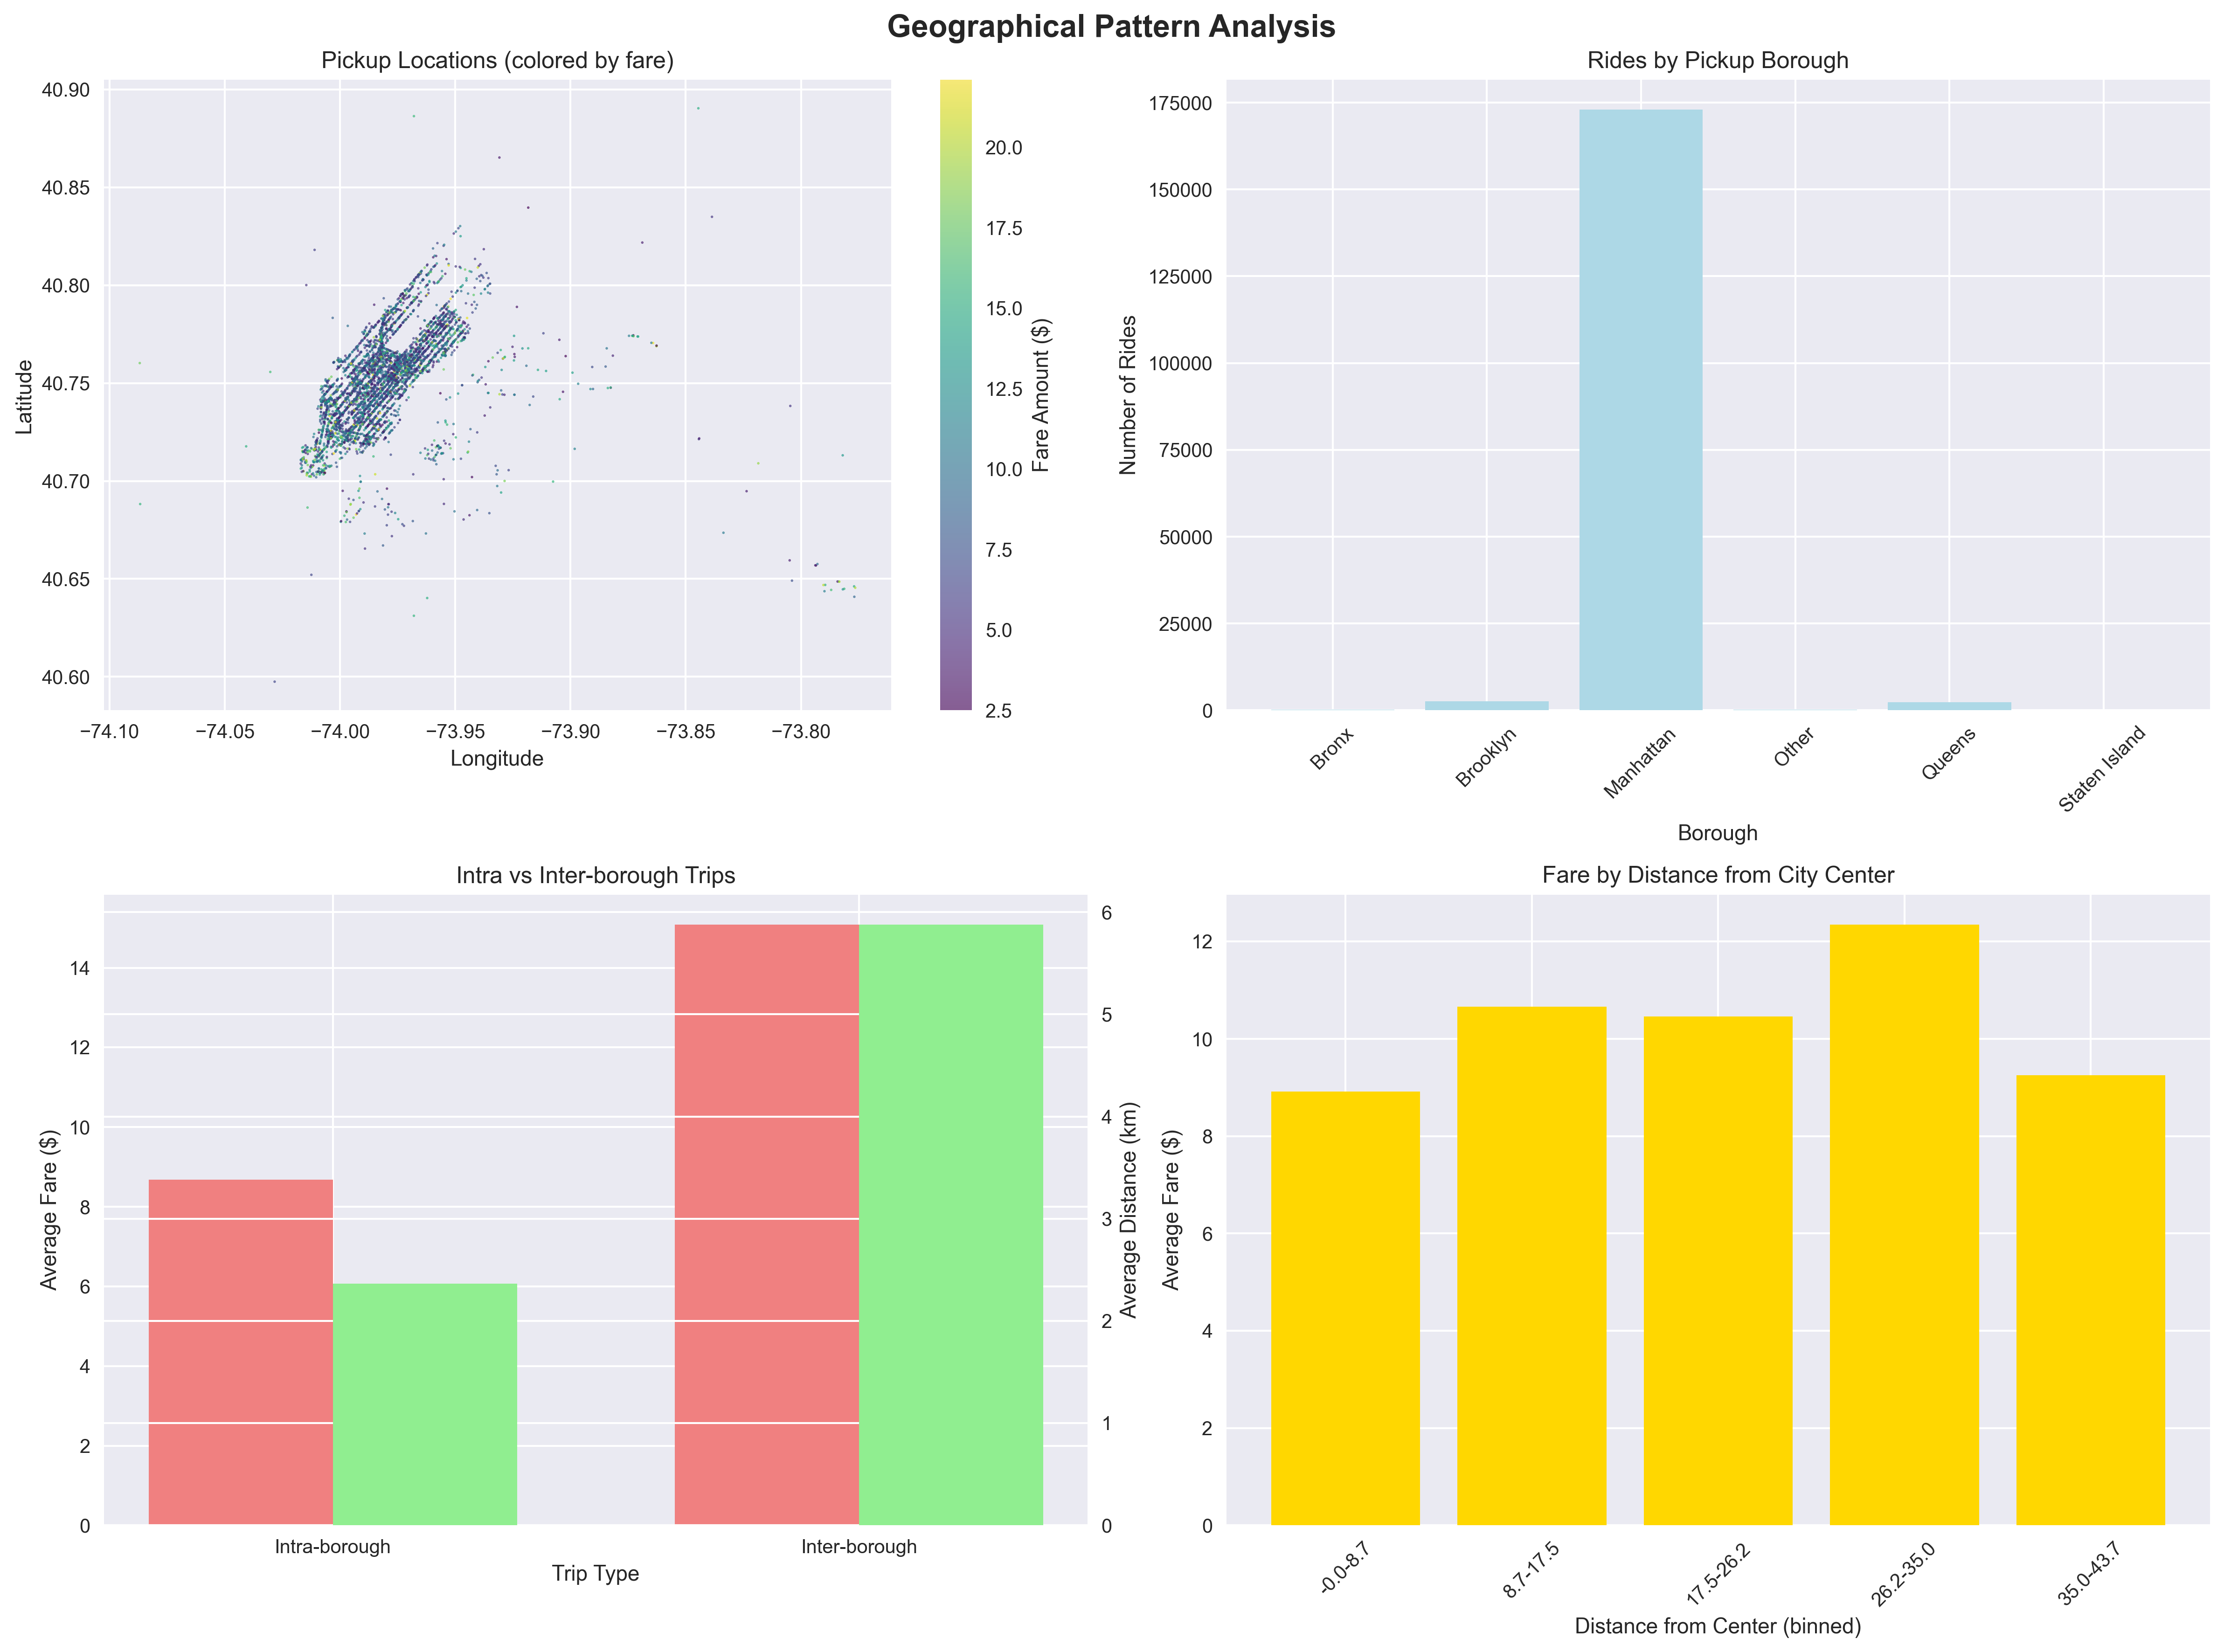 Geographical Pattern Analysis
Pickup Locations (colored by fare)
40.90
40.85
40.80
40.75
40.70
40.65
40.60
Latitude
−74.10
−74.05
−74.00
−73.95
−73.90
−73.85
−73.80
Longitude
20.0
17.5
15.0
12.5
10.0
7.5
5.0
2.5
Fare Amount ($)
Rides by Pickup Borough
175000
150000
125000
100000
75000
50000
25000
0
Number of Rides
Bronx
Brooklyn
Manhattan
Other
Queens
Staten Island
Borough
Intra vs Inter-borough Trips
14
12
10
8
6
4
2
0
Average Fare ($)
Intra-borough
Inter-borough
Trip Type
6
5
4
3
2
1
0
Average Distance (km)
Fare by Distance from City Center
12
10
8
6
4
2
0
Average Fare ($)
-0.0-8.7
8.7-17.5
17.5-26.2
26.2-35.0
35.0-43.7
Distance from Center (binned)